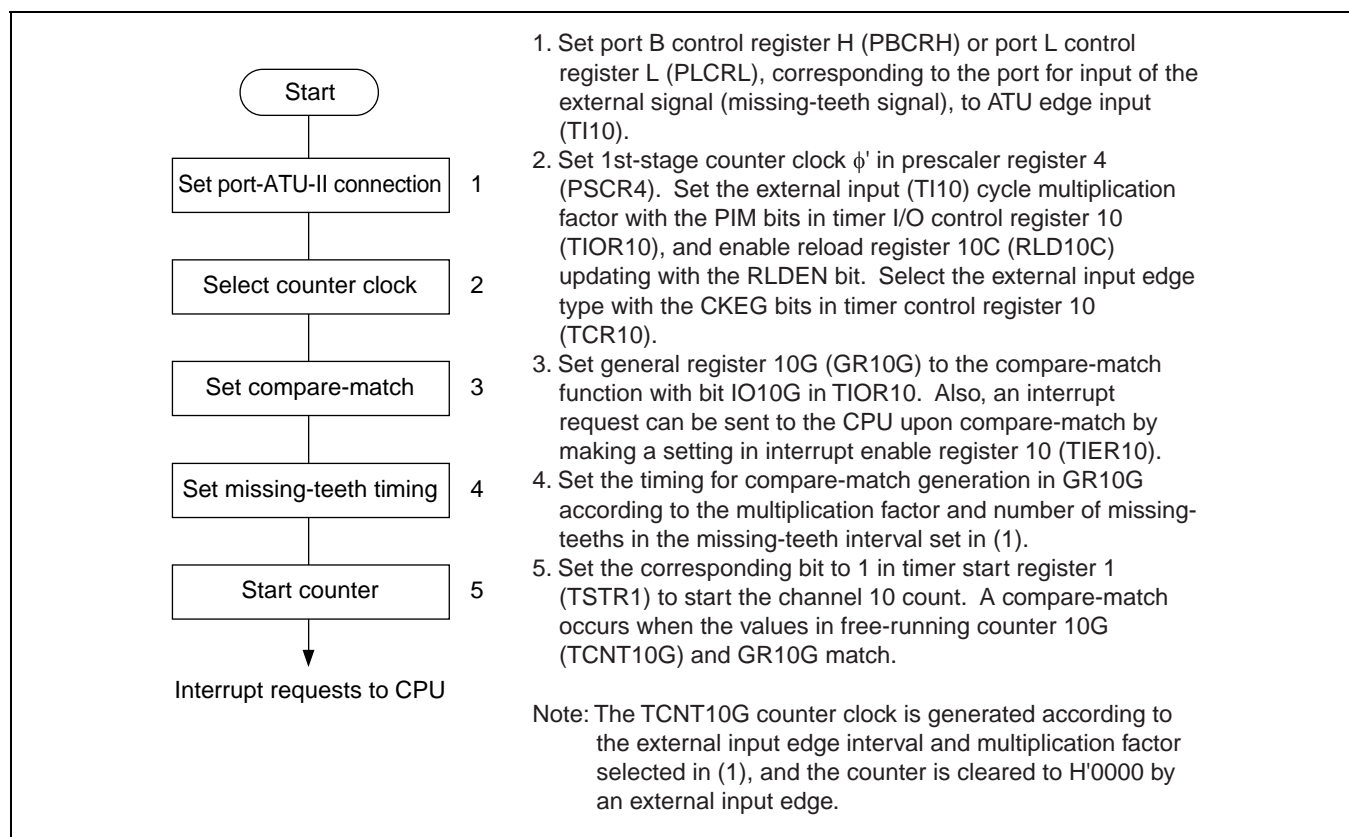 Start
Set port-ATU-II connection 1
Select counter clock 2
Set compare-match 3
Set missing-teeth timing 4
Start counter 5
Interrupt requests to CPU
1. Set port B control register H (PBCRH) or port L control
register L (PLCRL), corresponding to the port for input of the
external signal (missing-teeth signal), to ATU edge input
(TI10).
2. Set 1st-stage counter clock ϕ' in prescaler register 4
(PSCR4). Set the external input (TI10) cycle multiplication
factor with the PIM bits in timer I/O control register 10
(TIOR10), and enable reload register 10C (RLD10C)
updating with the RLDEN bit. Select the external input edge
type with the CKEG bits in timer control register 10
(TCR10).
3. Set general register 10G (GR10G) to the compare-match
function with bit IO10G in TIOR10. Also, an interrupt
request can be sent to the CPU upon compare-match by
making a setting in interrupt enable register 10 (TIER10).
4. Set the timing for compare-match generation in GR10G
according to the multiplication factor and number of missing-
teeths in the missing-teeth interval set in (1).
5. Set the corresponding bit to 1 in timer start register 1
(TSTR1) to start the channel 10 count. A compare-match
occurs when the values in free-running counter 10G
(TCNT10G) and GR10G match.
Note: The TCNT10G counter clock is generated according to
the external input edge interval and multiplication factor
selected in (1), and the counter is cleared to H'0000 by
an external input edge.